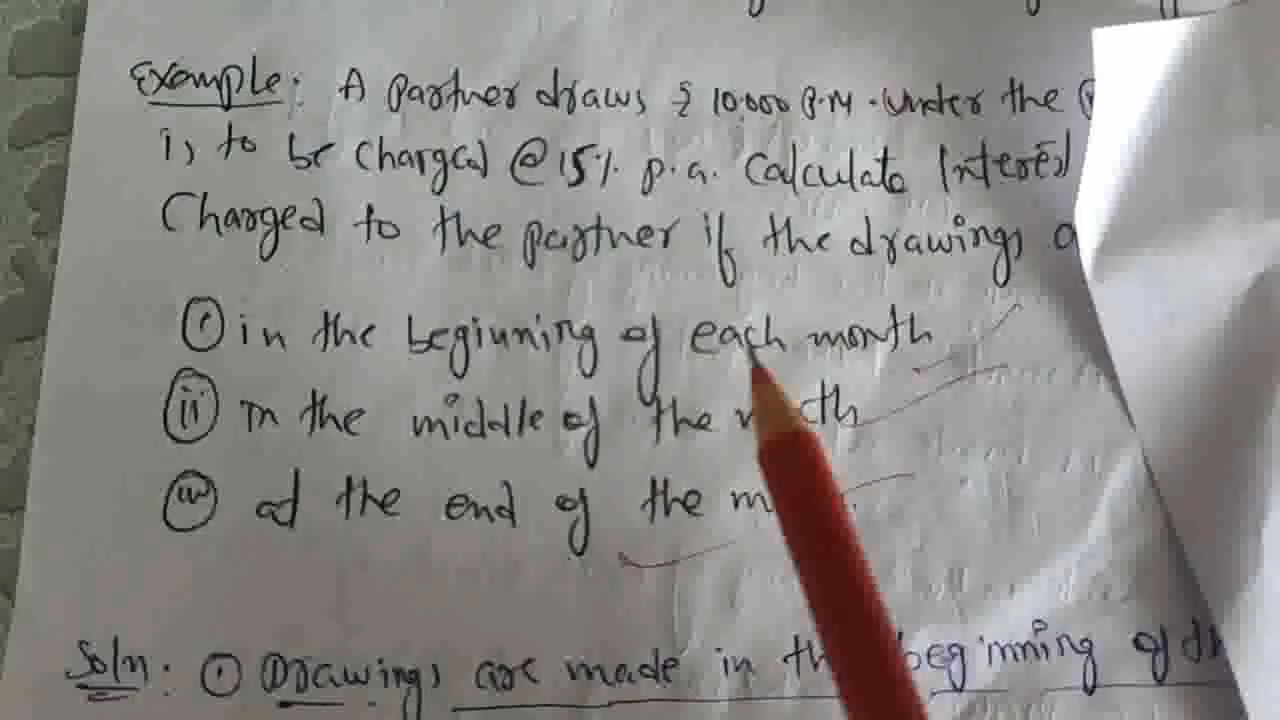 Example: A partner draws ₹ 10,000 P.M. Under the
is to be charged @ 15% p.a. Calculate Interest
Charged to the partner if the drawings
(i) in the beginning of each month
(ii) in the middle of the
at the end of the
Soln: (i) Drawings are made in the beginning of